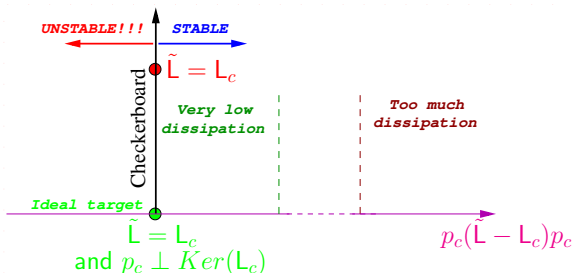 UNSTABLE!!! STABLE
L̃ = L_c
Checkerboard
Very low
dissipation
Too much
dissipation
Ideal target
L̃ = L_c
and p_c ⊥ Ker(L_c)
p_c(L̃ − L_c)p_c